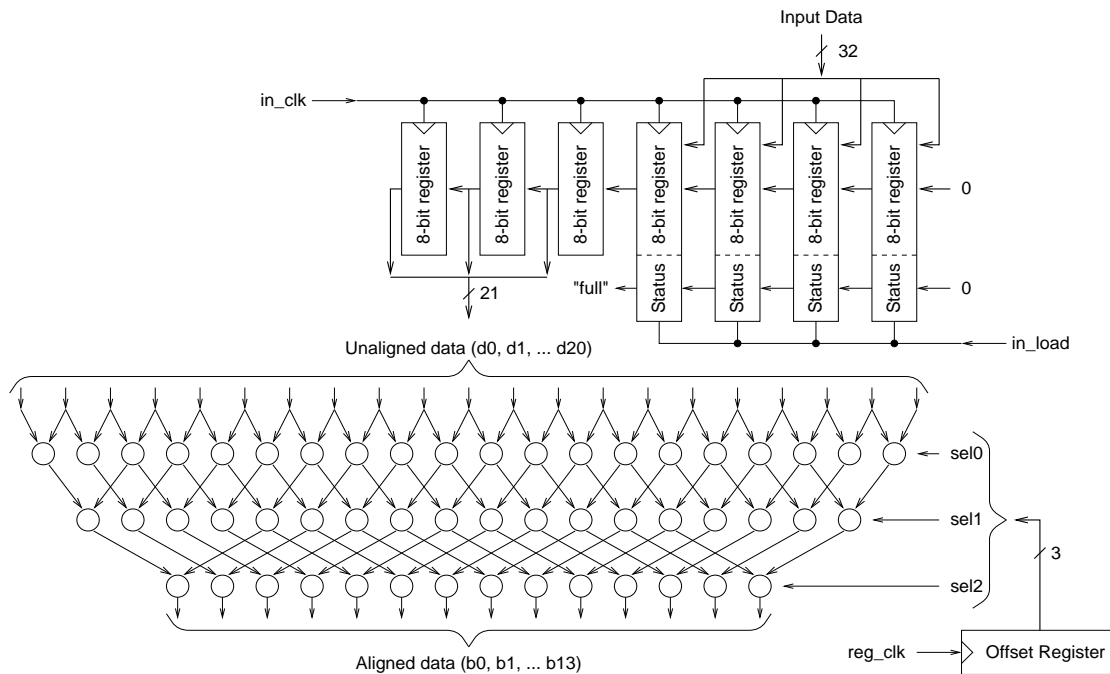 Input Data
32
in_clk
8-bit register
8-bit register
8-bit register
8-bit register
8-bit register
8-bit register
8-bit register
0
Status
Status
Status
Status
"full"
0
21
in_load
Unaligned data (d0, d1, ... d20)
sel0
sel1
3
sel2
reg_clk
Offset Register
Aligned data (b0, b1, ... b13)